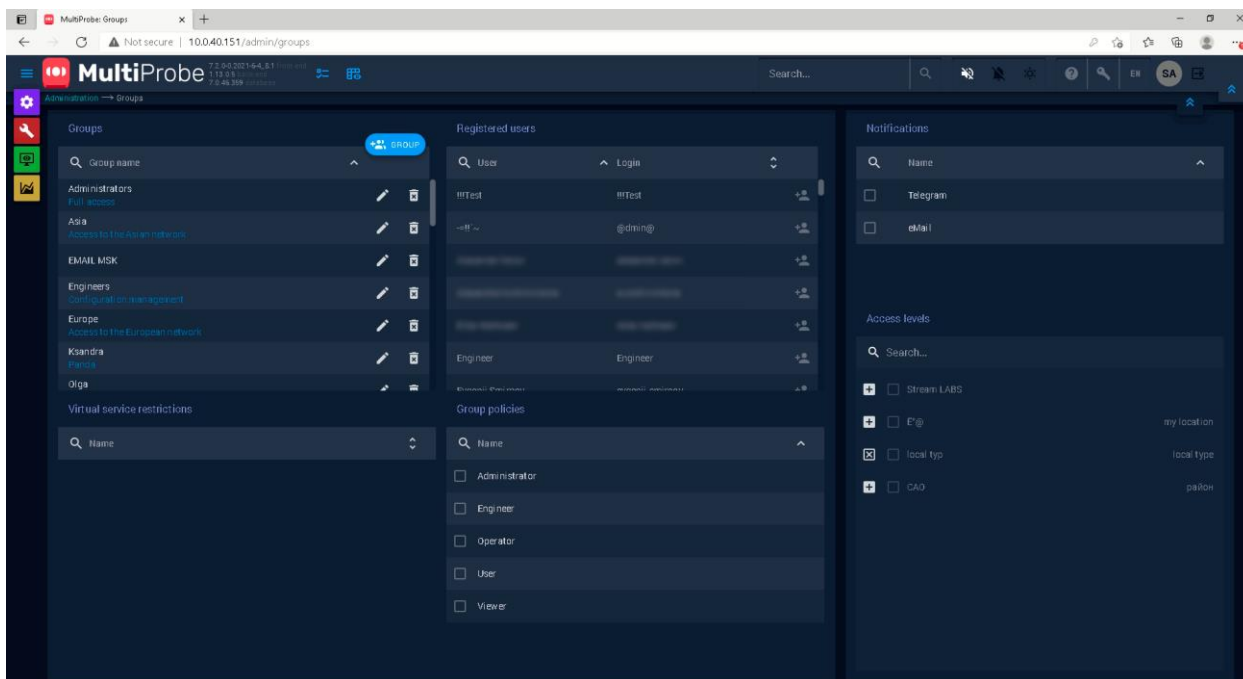 MultiProbe: Groups
Not secure | 10.0.40.151/admin/groups
MultiProbe
Search...
EN
SA
Administration → Groups
Groups
GROUP
Group name
Administrators
Full access
Asia
Access to the Asian network
EMAIL MSK
Engineers
Configuration management
Europe
Access to the European network
Ksandra
Panda
Olga
Registered users
User Login
!!!Test !!!Test
@dmin@
Engineer Engineer
Notifications
Name
Telegram
eMail
Access levels
Search...
Stream LABS
E'@ my location
local typ local type
САО район
Virtual service restrictions
Name
Group policies
Name
Administrator
Engineer
Operator
User
Viewer